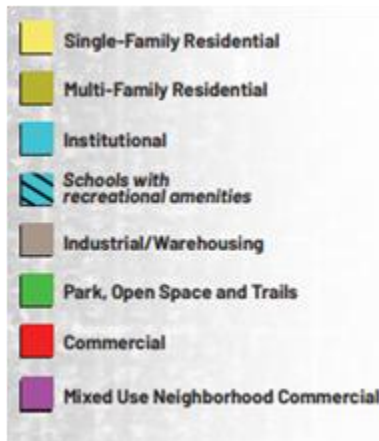 Single-Family Residential
Multi-Family Residential
Institutional
Schools with
recreational amenities
Industrial/Warehousing
Park, Open Space and Trails
Commercial
Mixed Use Neighborhood Commercial